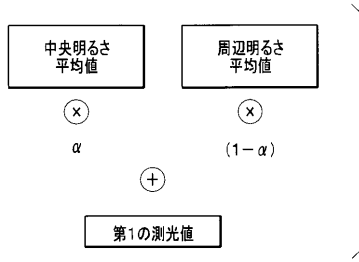 中央明るさ
平均値
周辺明るさ
平均値
× ×
α (1−α)
+
第1の測光値